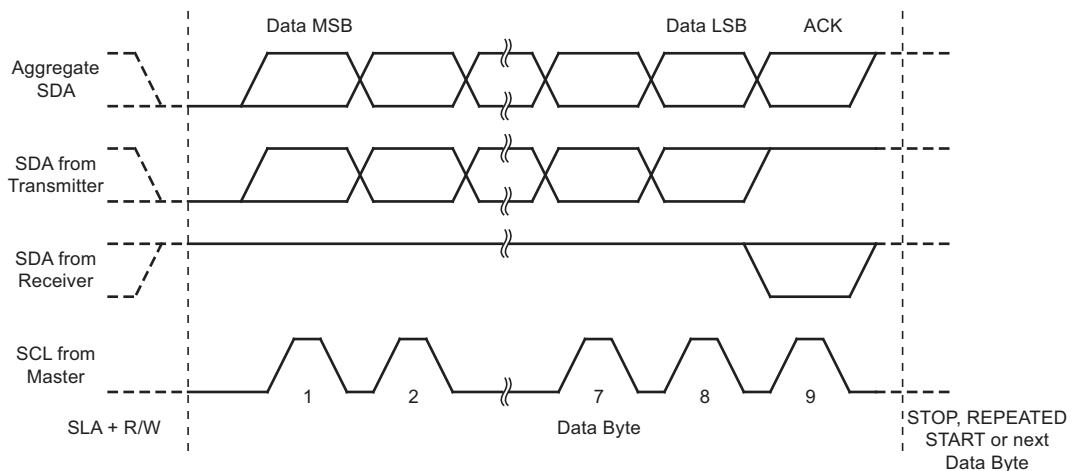 Data MSB
Data LSB
ACK
Aggregate
SDA
SDA from
Transmitter
SDA from
Receiver
SCL from
Master
1
2
7
8
9
SLA + R/W
Data Byte
STOP, REPEATED
START or next
Data Byte